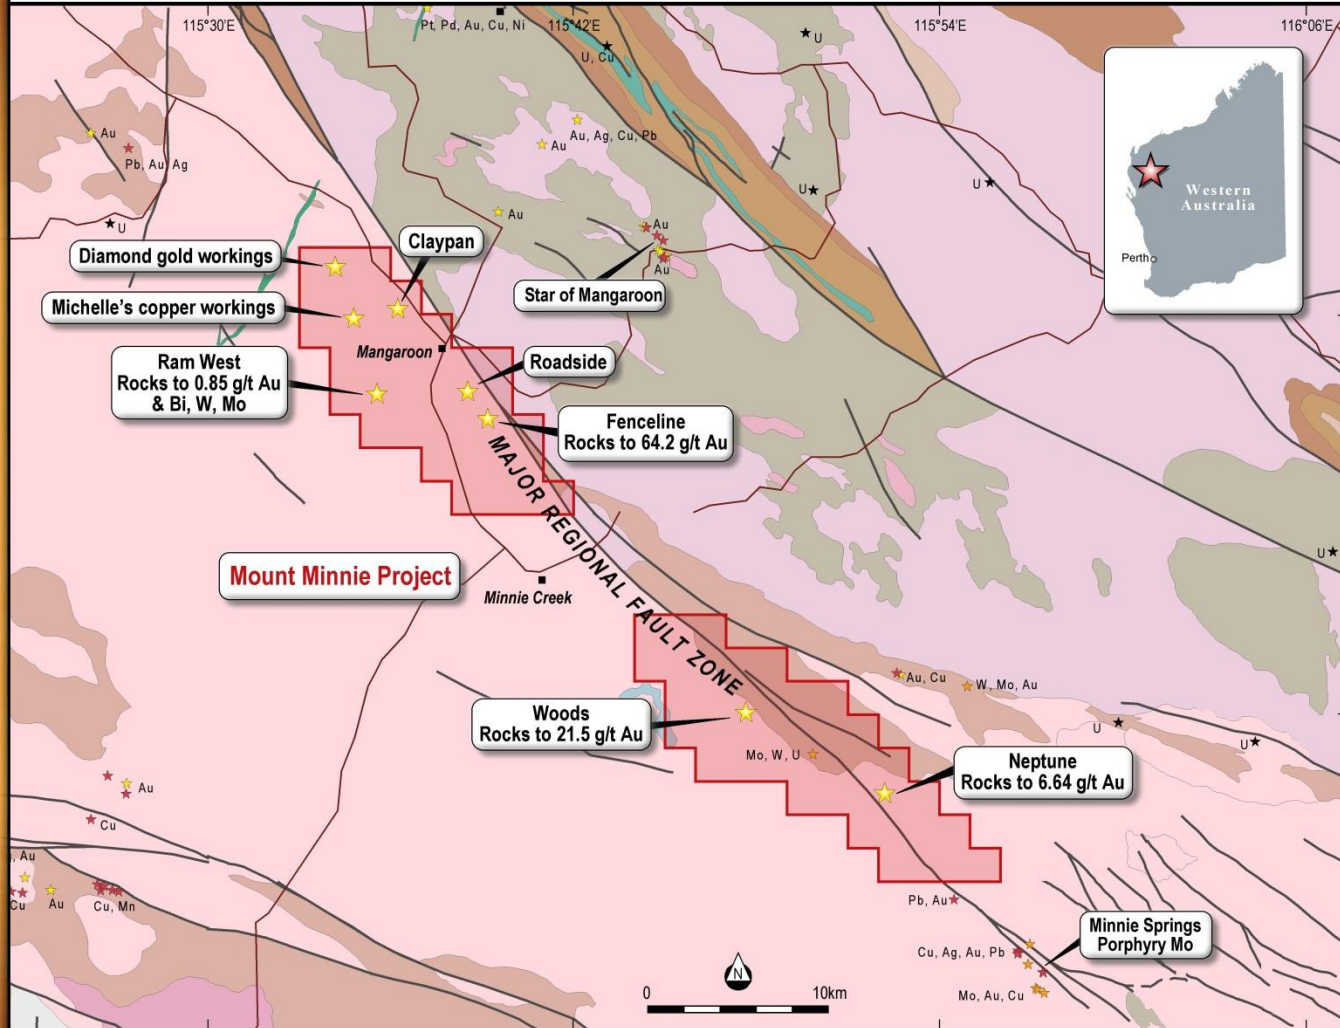 115°30'E
115°42'E
115°54'E
116°06'E
Pt, Pd, Au, Cu, Ni
U, Cu
U
Au
Pb, Au, Ag
Au, Ag, Cu, Pb
Au
U
U
U
Au
Au
Au
Western
Australia
Perth
Diamond gold workings
Claypan
Star of Mangaroon
Michelle's copper workings
Mangaroon
Ram West
Rocks to 0.85 g/t Au
& Bi, W, Mo
Roadside
Fenceline
Rocks to 64.2 g/t Au
MAJOR REGIONAL FAULT ZONE
Mount Minnie Project
Minnie Creek
U
Au, Cu
W, Mo, Au
Woods
Rocks to 21.5 g/t Au
Mo, W, U
U
U
Neptune
Rocks to 6.64 g/t Au
Au
Cu
, Au
Cu
Au
Cu, Mn
Pb, Au
Minnie Springs
Porphyry Mo
Cu, Ag, Au, Pb
Mo, Au, Cu
N
0
10km